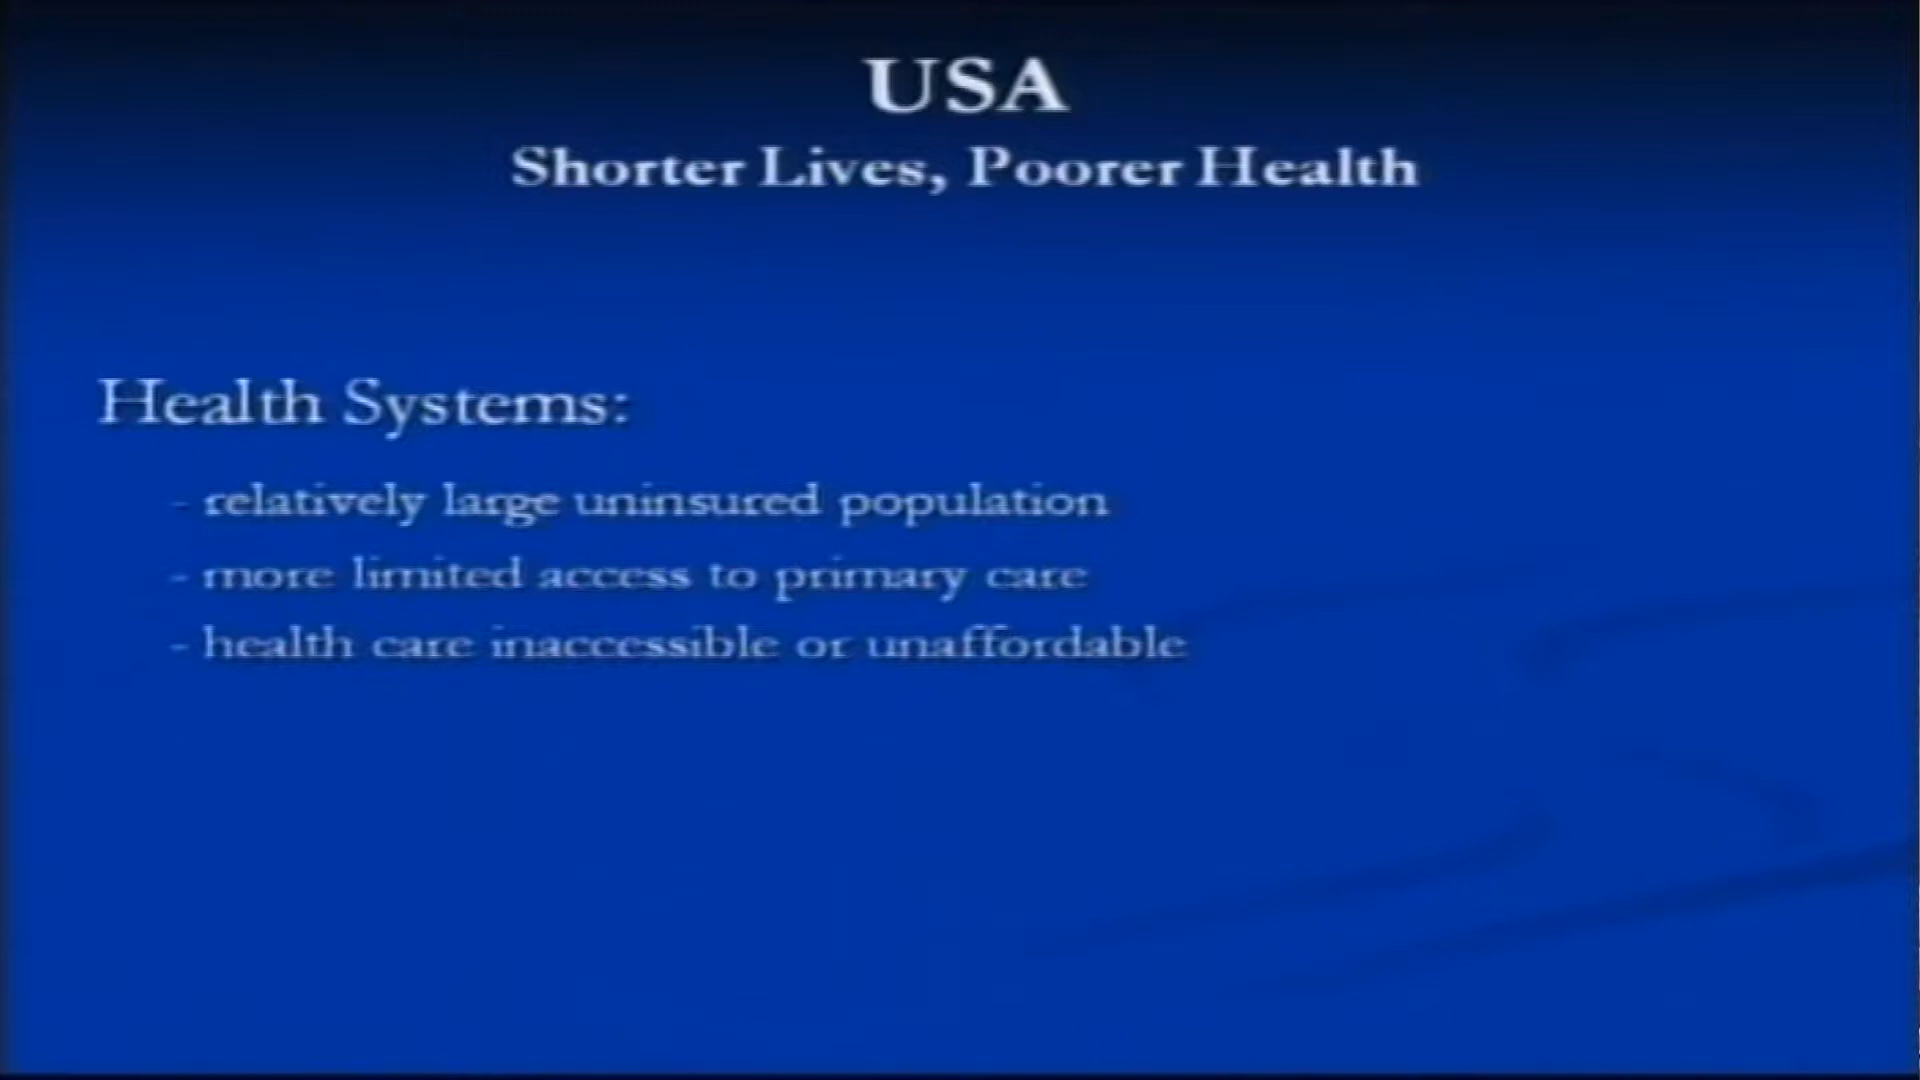 USA
Shorter Lives, Poorer Health
Health Systems:
- relatively large uninsured population
- more limited access to primary care
- health care inaccessible or unaffordable